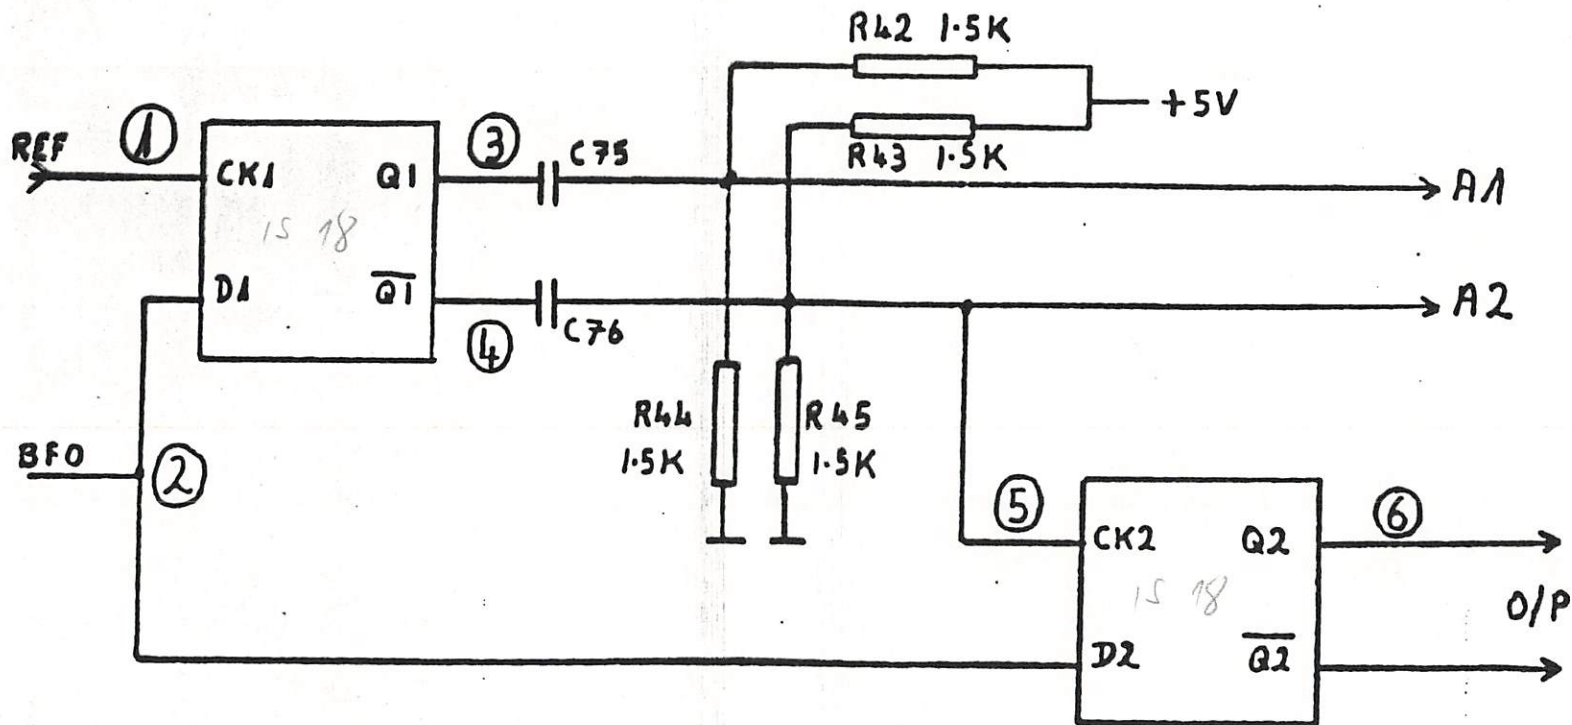 R42 1.5K
+5V
R43 1.5K
REF
1
CK1
Q1
3
C75
A1
IS 18
D1
Q̅1̅
4
C76
A2
R44
1.5K
R45
1.5K
BFO
2
5
CK2
Q2
6
IS 18
O/P
D2
Q̅2̅